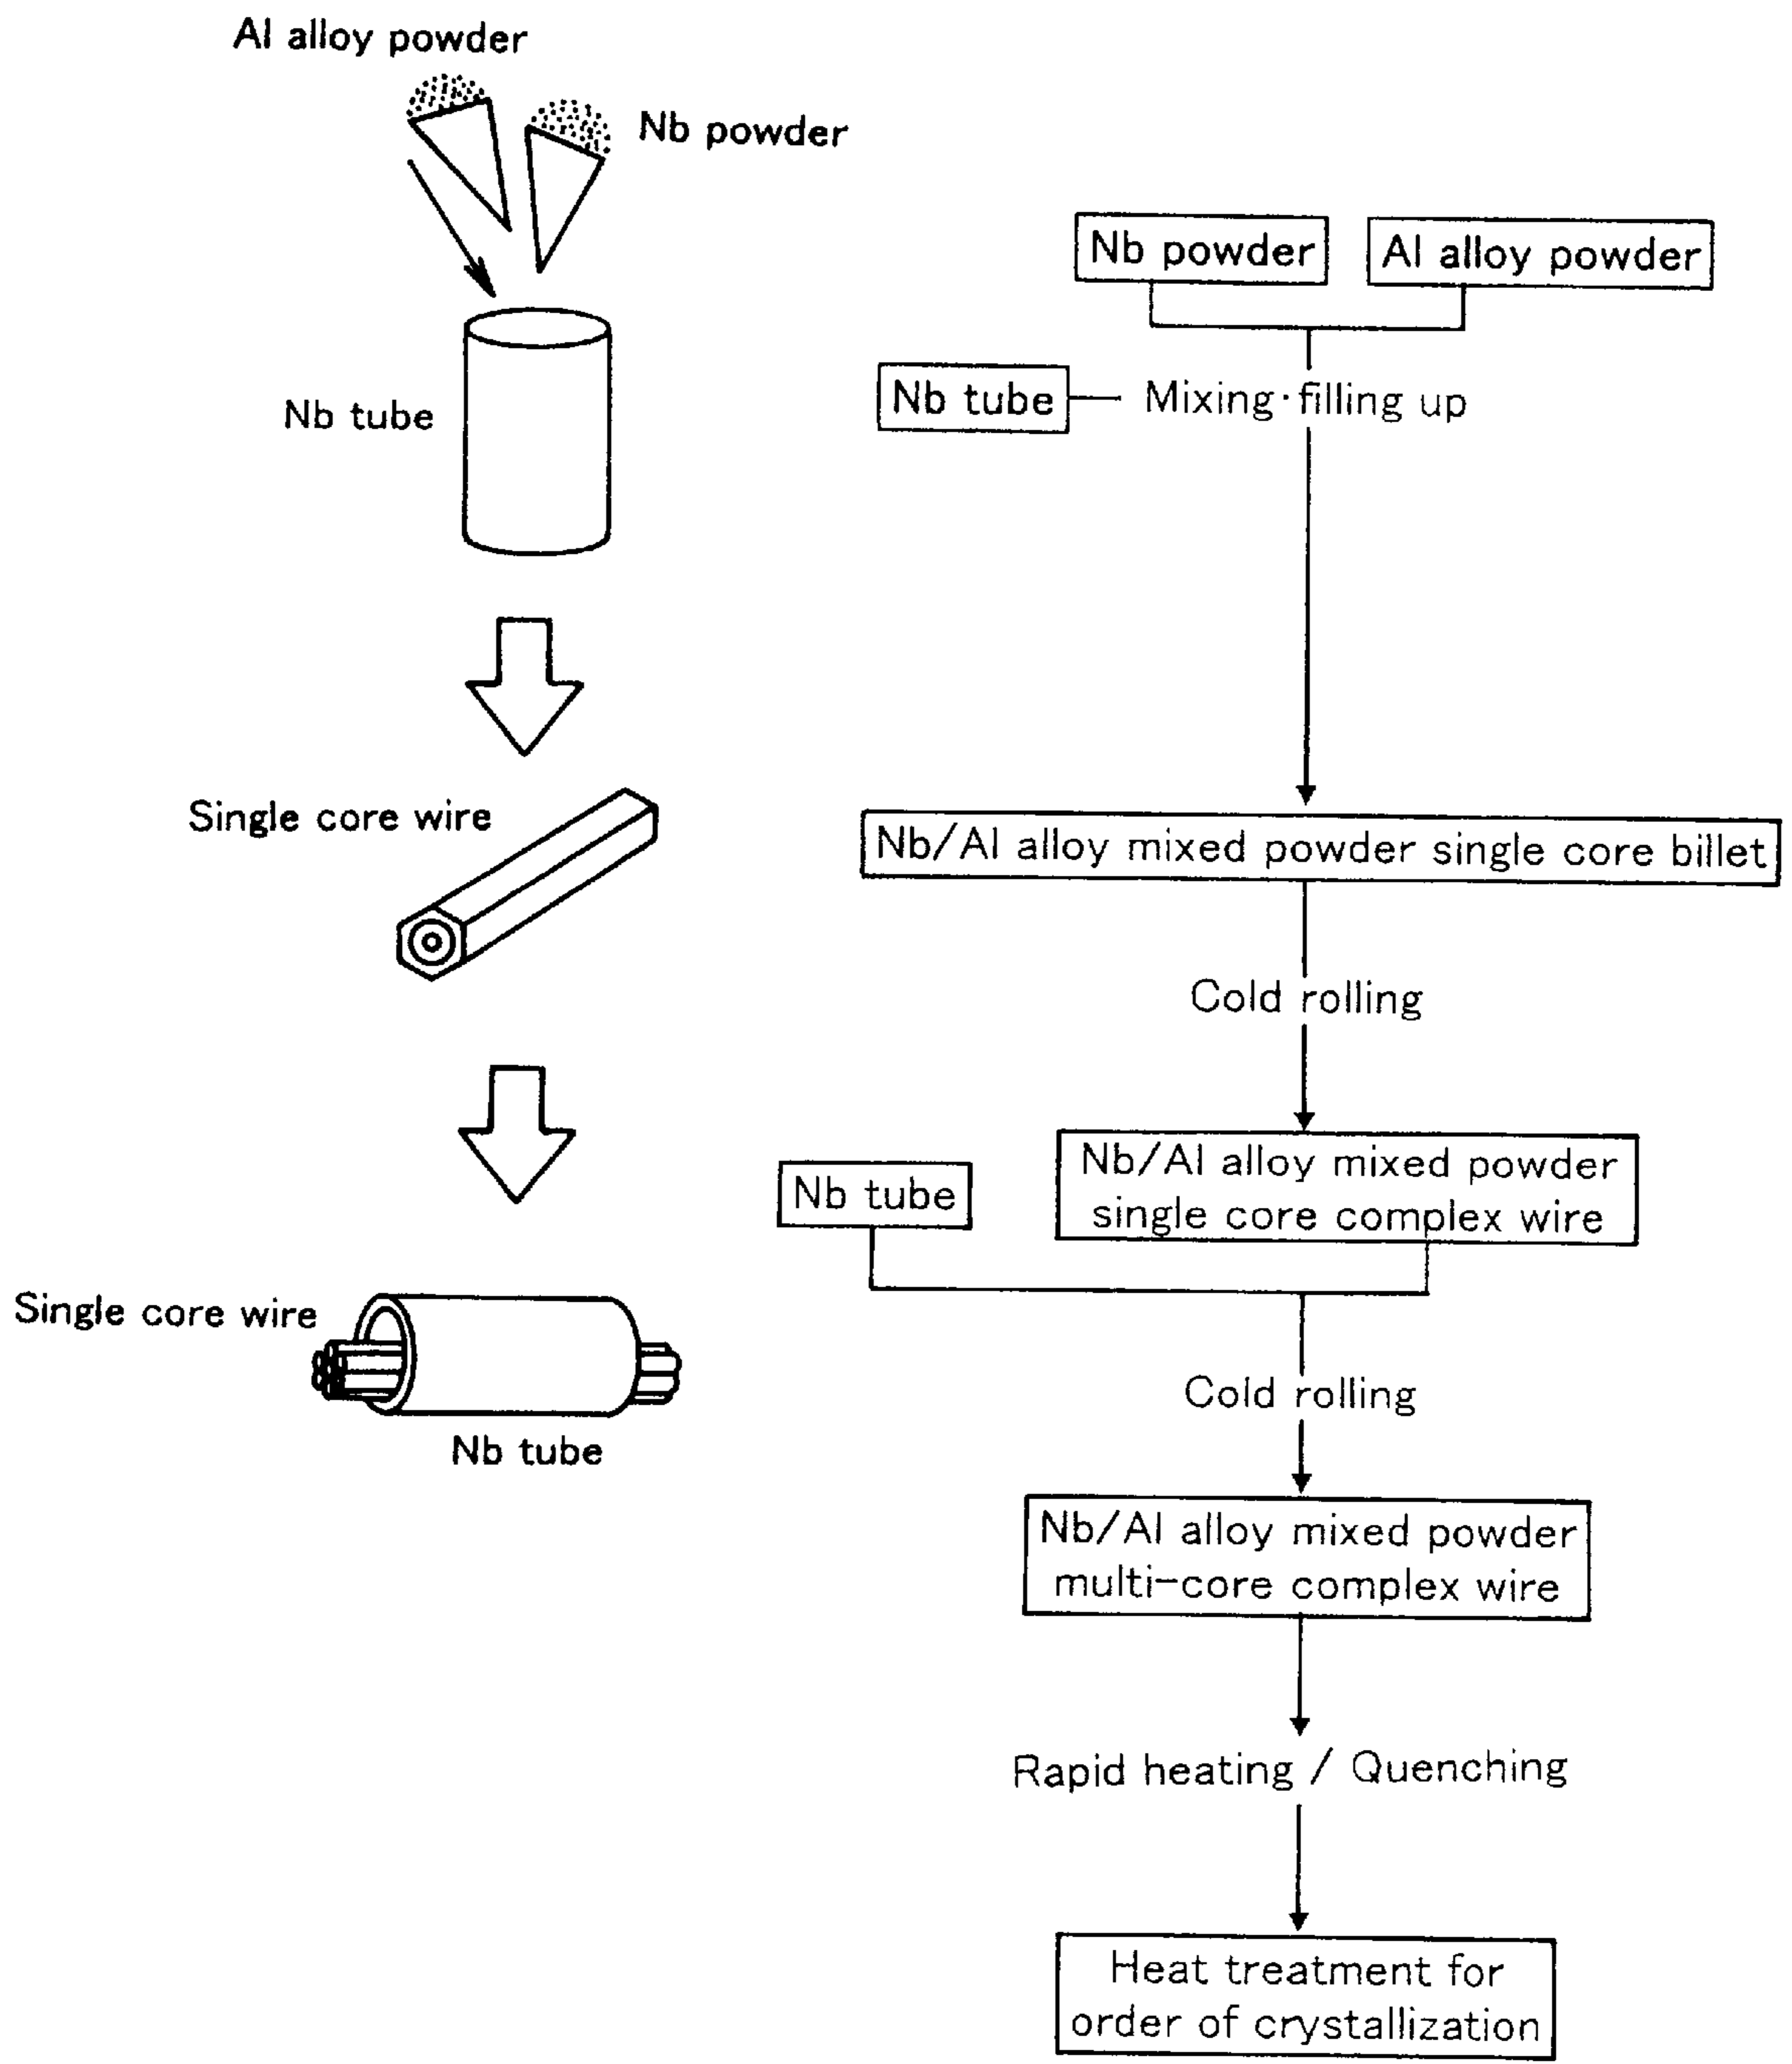 Al alloy powder
Nb powder
Nb tube
Single core wire
Single core wire
Nb tube
Nb powder
Al alloy powder
Nb tube
Mixing·filling up
Nb/Al alloy mixed powder single core billet
Cold rolling
Nb tube
Nb/Al alloy mixed powder
single core complex wire
Cold rolling
Nb/Al alloy mixed powder
multi-core complex wire
Rapid heating / Quenching
Heat treatment for
order of crystallization